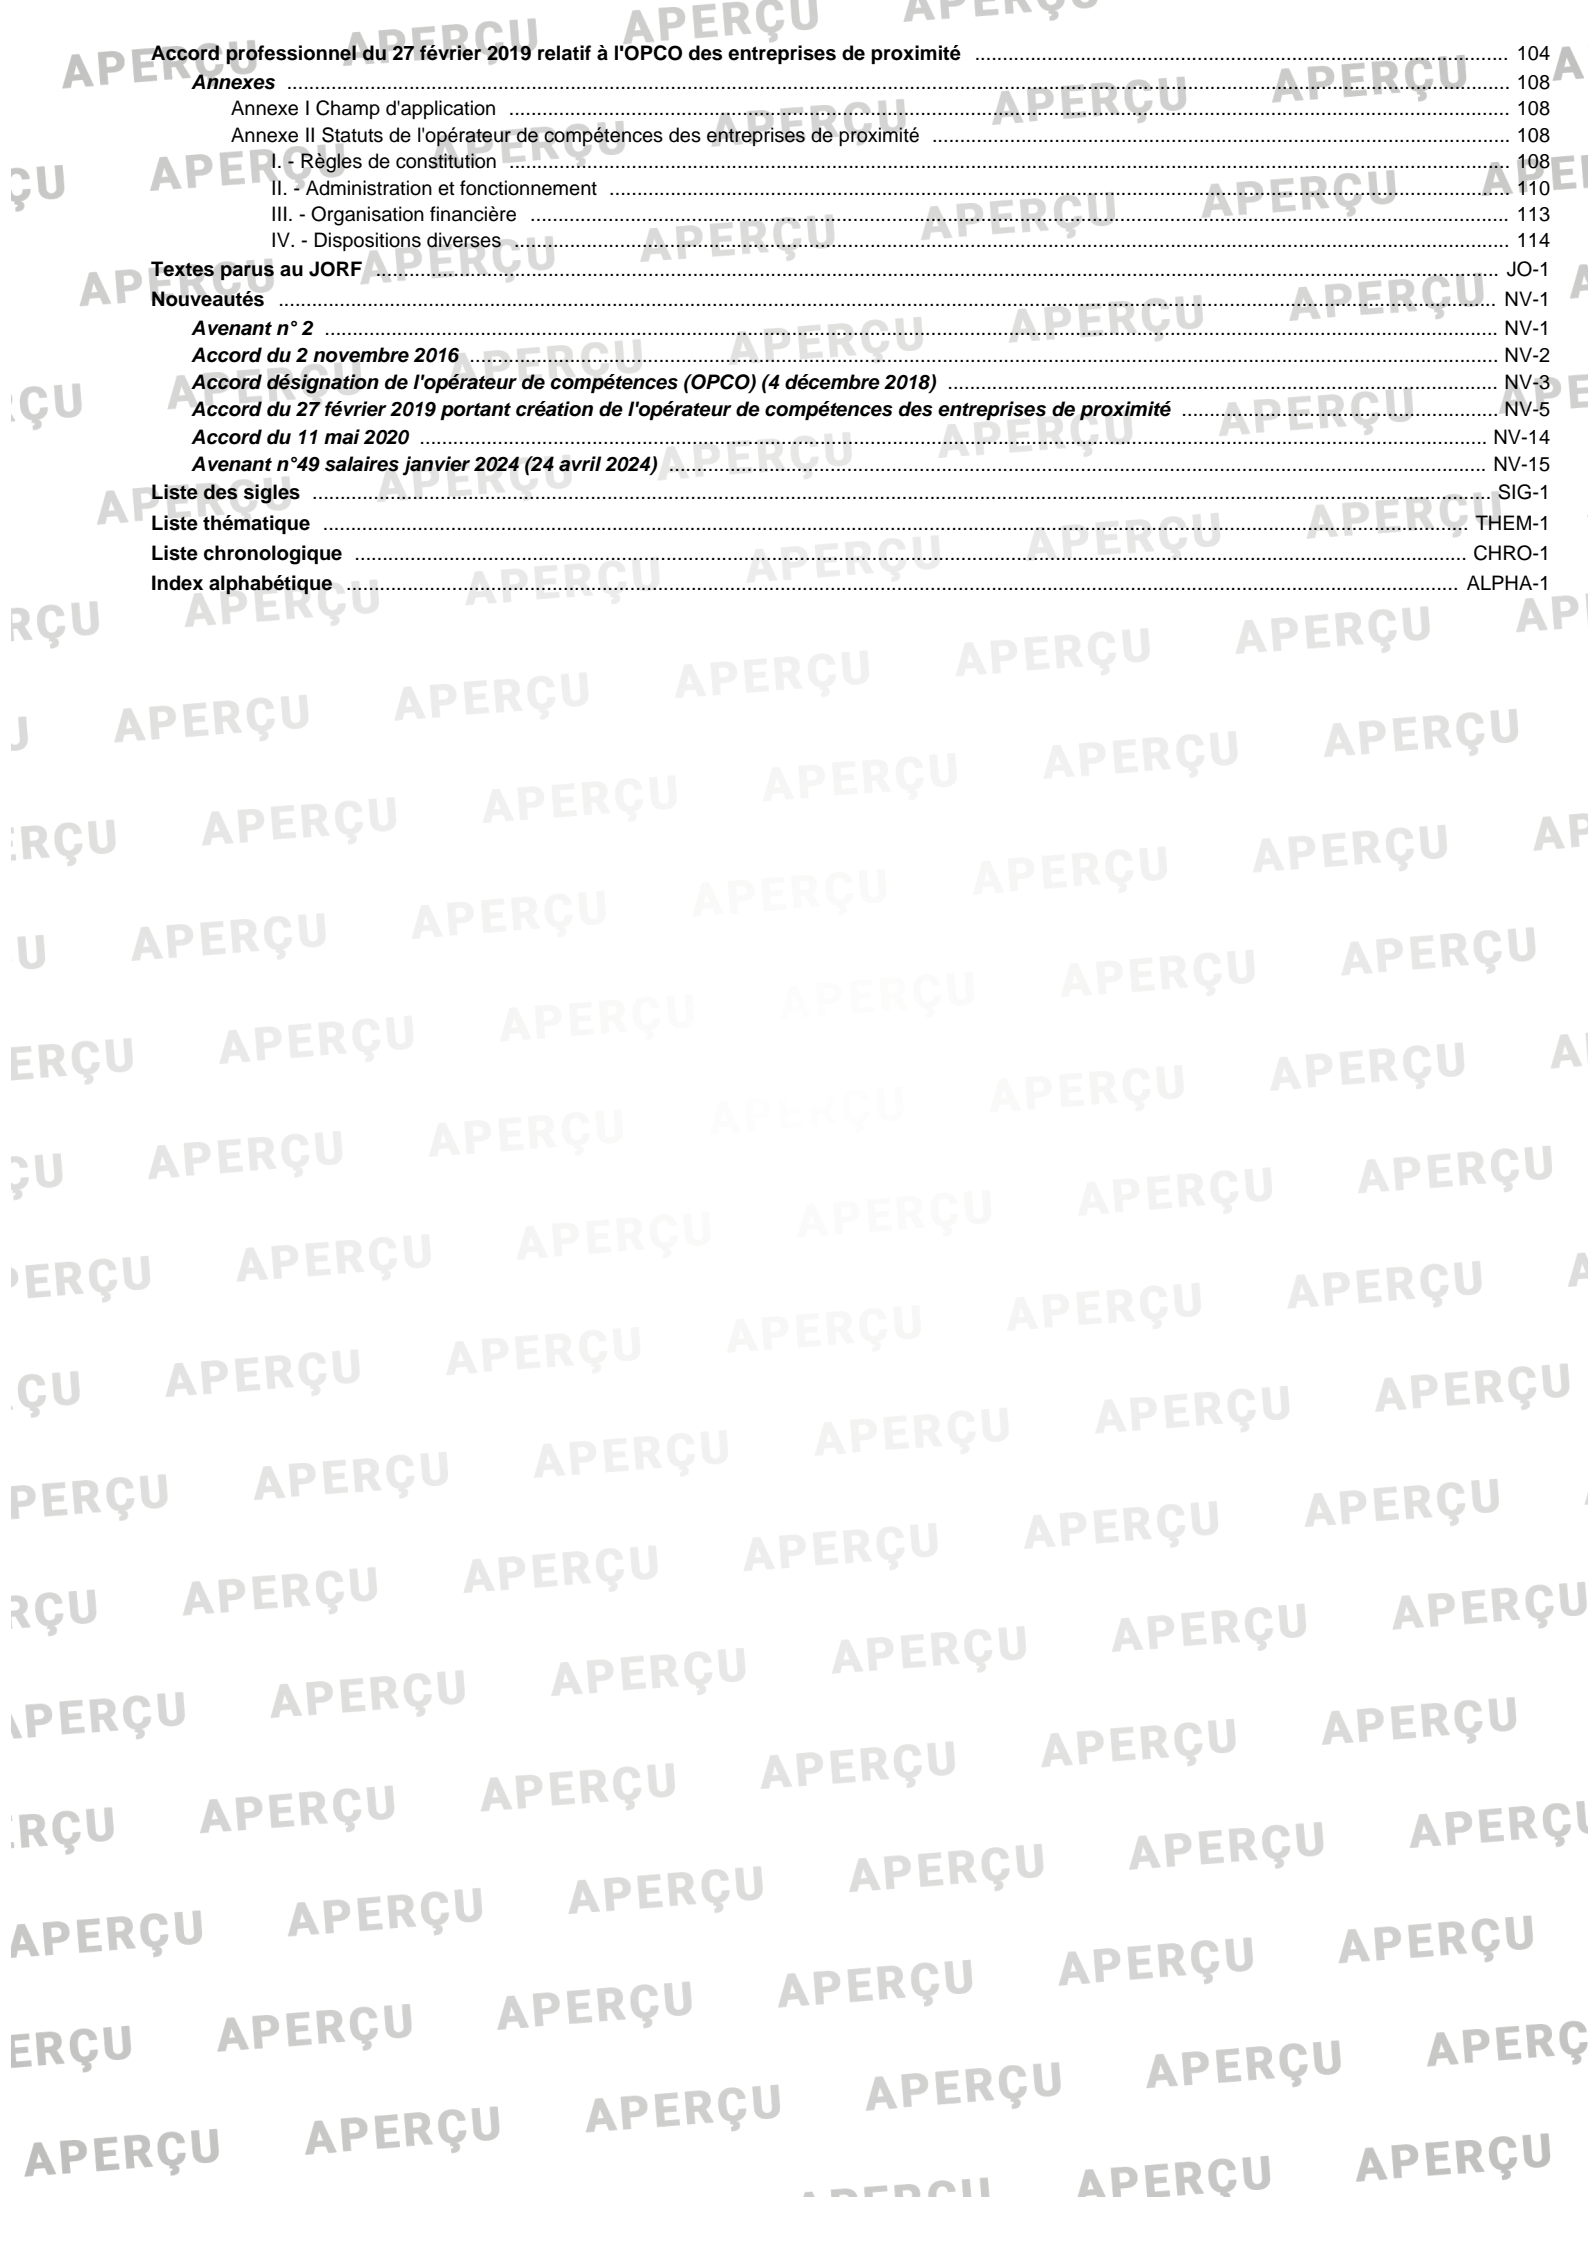 Accord professionnel du 27 février 2019 relatif à l'OPCO des entreprises de proximité 104
Annexes 108
Annexe I Champ d'application 108
Annexe II Statuts de l'opérateur de compétences des entreprises de proximité 108
I. - Règles de constitution 108
II. - Administration et fonctionnement 110
III. - Organisation financière 113
IV. - Dispositions diverses 114
Textes parus au JORF JO-1
Nouveautés NV-1
Avenant n° 2 NV-1
Accord du 2 novembre 2016 NV-2
Accord désignation de l'opérateur de compétences (OPCO) (4 décembre 2018) NV-3
Accord du 27 février 2019 portant création de l'opérateur de compétences des entreprises de proximité NV-5
Accord du 11 mai 2020 NV-14
Avenant n°49 salaires janvier 2024 (24 avril 2024) NV-15
Liste des sigles SIG-1
Liste thématique THEM-1
Liste chronologique CHRO-1
Index alphabétique ALPHA-1
APERÇU